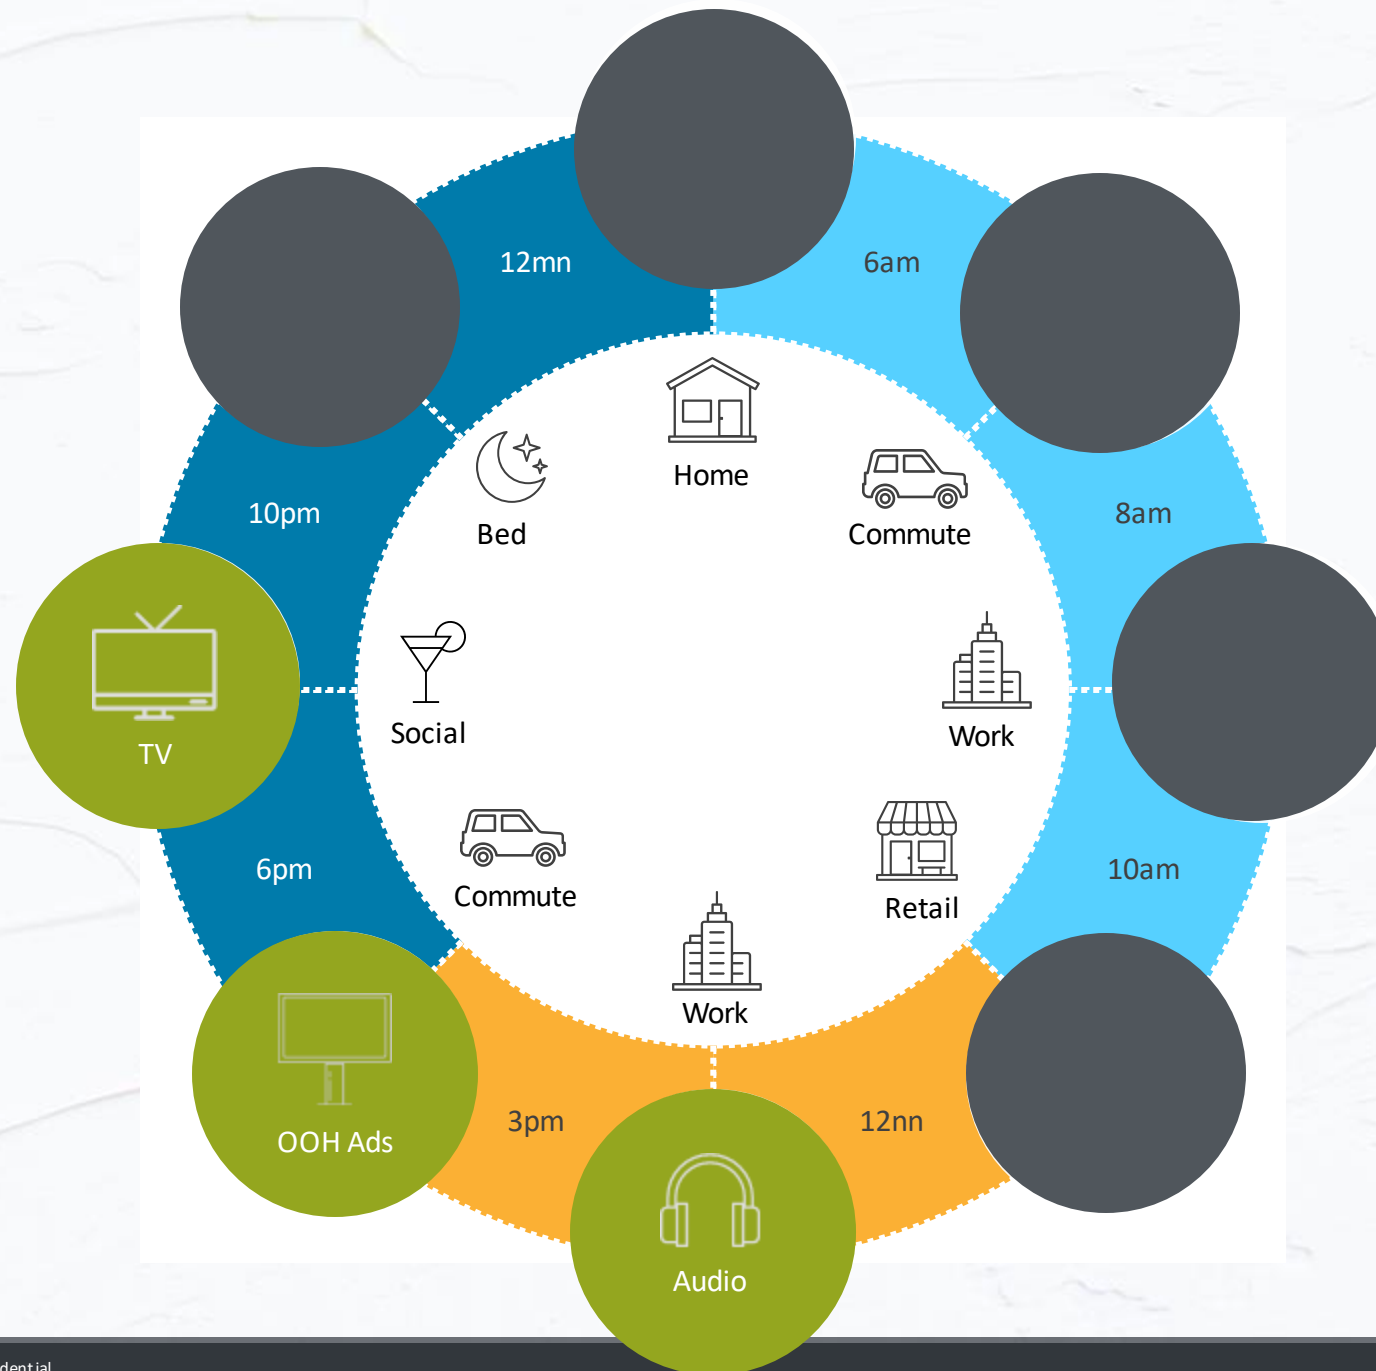 12mn
6am
Home
Bed
Commute
10pm
8am
Social
Work
TV
6pm
10am
Commute
Retail
Work
3pm
12nn
OOH Ads
Audio